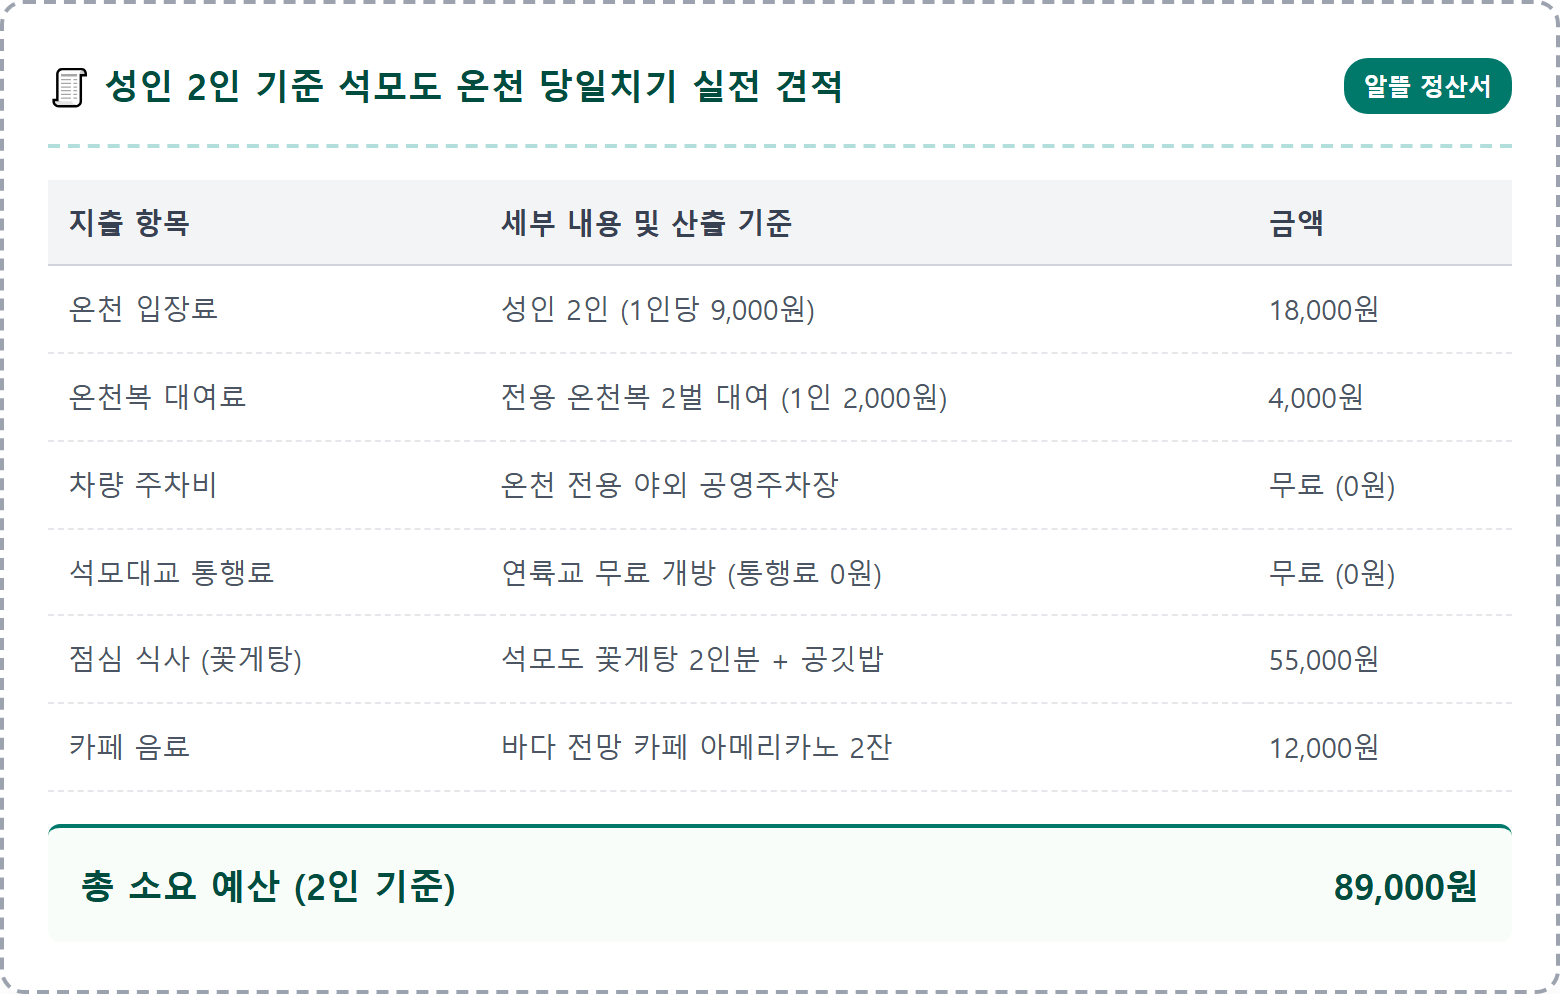 성인 2인 기준 석모도 온천 당일치기 실전 견적
알뜰 정산서
지출 항목 세부 내용 및 산출 기준 금액
온천 입장료 성인 2인 (1인당 9,000원) 18,000원
온천복 대여료 전용 온천복 2벌 대여 (1인 2,000원) 4,000원
차량 주차비 온천 전용 야외 공영주차장 무료 (0원)
석모대교 통행료 연륙교 무료 개방 (통행료 0원) 무료 (0원)
점심 식사 (꽃게탕) 석모도 꽃게탕 2인분 + 공깃밥 55,000원
카페 음료 바다 전망 카페 아메리카노 2잔 12,000원
총 소요 예산 (2인 기준) 89,000원